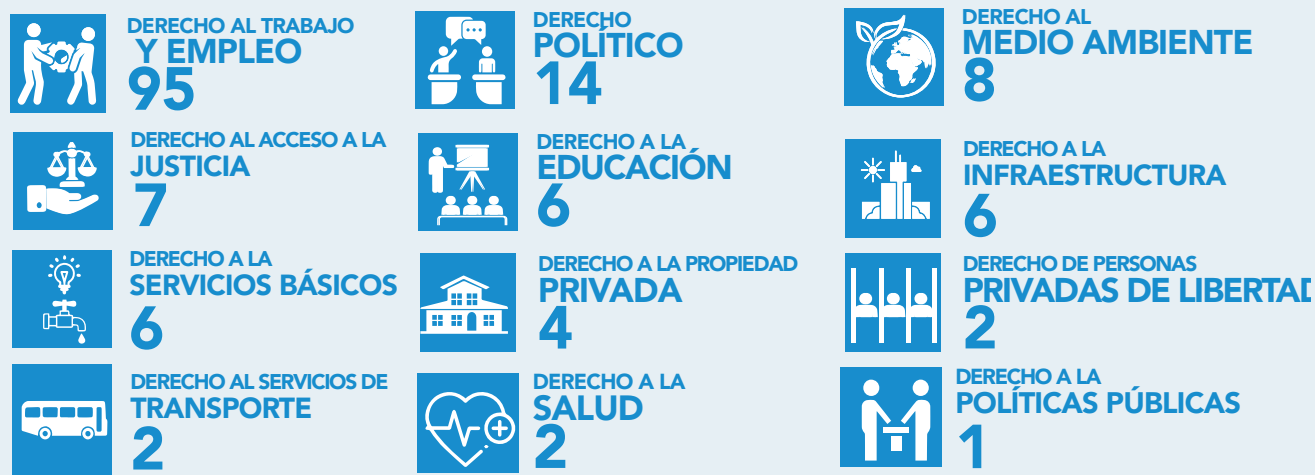 DERECHO AL TRABAJO
Y EMPLEO
95
DERECHO
POLÍTICO
14
DERECHO AL
MEDIO AMBIENTE
8
DERECHO AL ACCESO A LA
JUSTICIA
7
DERECHO A LA
EDUCACIÓN
6
DERECHO A LA
INFRAESTRUCTURA
6
DERECHO A LA
SERVICIOS BÁSICOS
6
DERECHO A LA PROPIEDAD
PRIVADA
4
DERECHO DE PERSONAS
PRIVADAS DE LIBERTAD
2
DERECHO AL SERVICIOS DE
TRANSPORTE
2
DERECHO A LA
SALUD
2
DERECHO A LA
POLÍTICAS PÚBLICAS
1